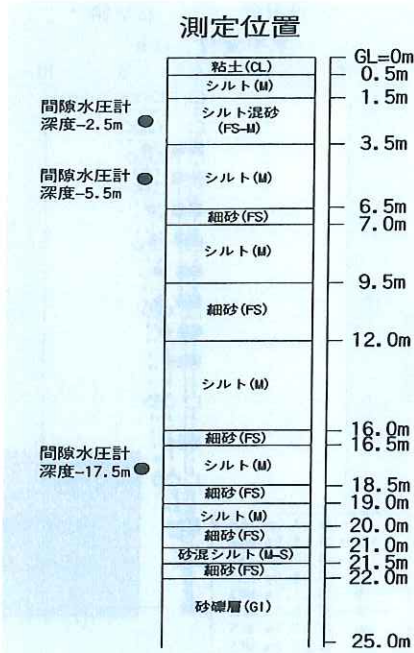 測定位置
GL=0m
粘土(CL)
0.5m
シルト(M)
1.5m
間隙水圧計
深度-2.5m
シルト混砂
(FS-M)
3.5m
間隙水圧計
深度-5.5m
シルト(M)
6.5m
細砂(FS)
7.0m
シルト(M)
9.5m
細砂(FS)
12.0m
シルト(M)
16.0m
細砂(FS)
16.5m
間隙水圧計
深度-17.5m
シルト(M)
18.5m
細砂(FS)
19.0m
シルト(M)
20.0m
細砂(FS)
21.0m
砂混シルト(M-S)
21.5m
細砂(FS)
22.0m
砂礫層(GI)
25.0m